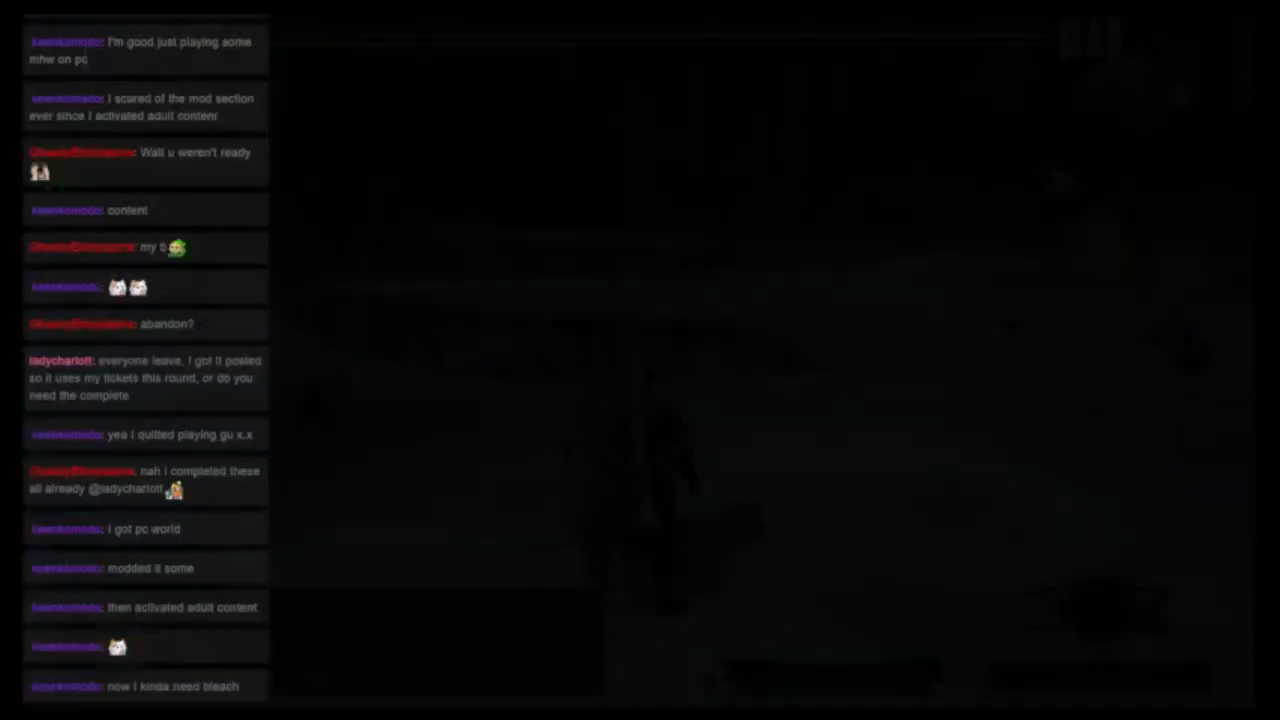 I'm good just playing some
mhw on pc
I scared of the mod section
ever since I activated adult contenr
Wall u weren't ready
content
my b
abandon?
ladycharlott: everyone leave, I got it posted
so it uses my tickets this round, or do you
need the complete
yea I quitted playing gu x.x
nah I completed these
all already @ladycharlott
I got pc world
modded it some
then activated adult content
now I kinda need bleach